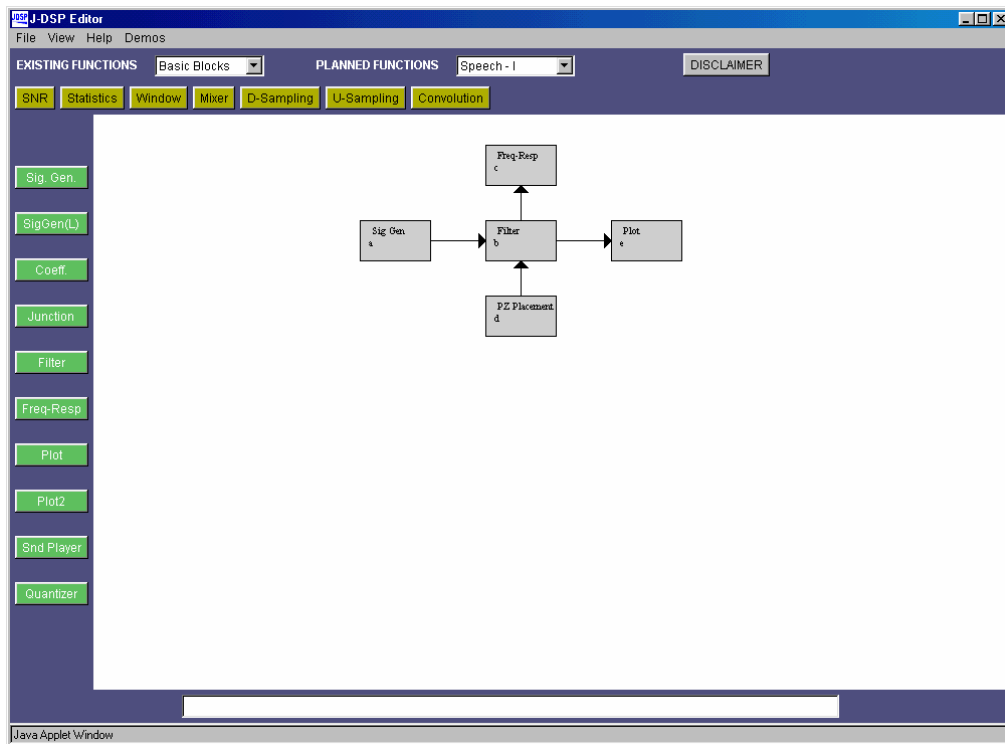 JDSP J-DSP Editor
File View Help Demos
EXISTING FUNCTIONS Basic Blocks PLANNED FUNCTIONS Speech - I DISCLAIMER
SNR Statistics Window Mixer D-Sampling U-Sampling Convolution
Sig. Gen.
SigGen(L)
Coeff.
Junction
Filter
Freq-Resp
Plot
Plot2
Snd Player
Quantizer
Freq-Resp
c
Sig Gen
a
Filter
b
Plot
e
PZ Placement
d
Java Applet Window